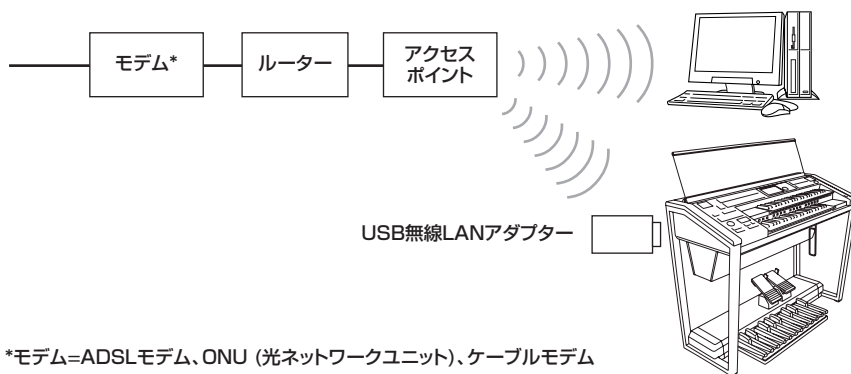 モデム*
ルーター
アクセス
ポイント
USB無線LANアダプター
*モデム=ADSLモデム、ONU (光ネットワークユニット)、ケーブルモデム